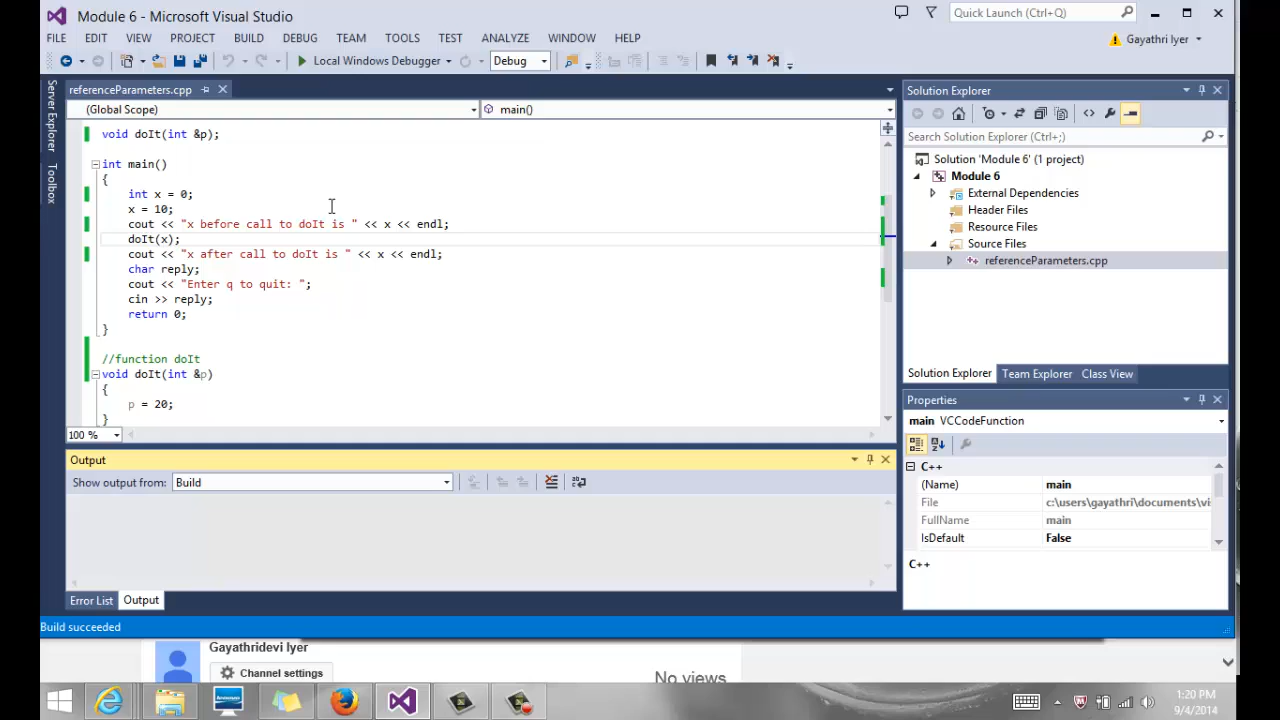 Module 6 - Microsoft Visual Studio
Quick Launch (Ctrl+Q)
FILE EDIT VIEW PROJECT BUILD DEBUG TEAM TOOLS TEST ANALYZE WINDOW HELP
Gayathri Iyer
Local Windows Debugger
Debug
Server Explorer
Toolbox
referenceParameters.cpp
(Global Scope)
main()
void doIt(int &p);
int main()
{
int x = 0;
x = 10;
cout << "x before call to doIt is " << x << endl;
doIt(x);
cout << "x after call to doIt is " << x << endl;
char reply;
cout << "Enter q to quit: ";
cin >> reply;
return 0;
}
//function doIt
void doIt(int &p)
{
p = 20;
}
100 %
Output
Show output from: Build
Error List Output
Build succeeded
Solution Explorer
Search Solution Explorer (Ctrl+;)
Solution 'Module 6' (1 project)
Module 6
External Dependencies
Header Files
Resource Files
Source Files
referenceParameters.cpp
Solution Explorer Team Explorer Class View
Properties
main VCCodeFunction
C++
(Name) main
File c:\users\gayathri\documents\vi
FullName main
IsDefault False
C++
Gayathridevi Iyer
Channel settings
No views
1:20 PM
9/4/2014